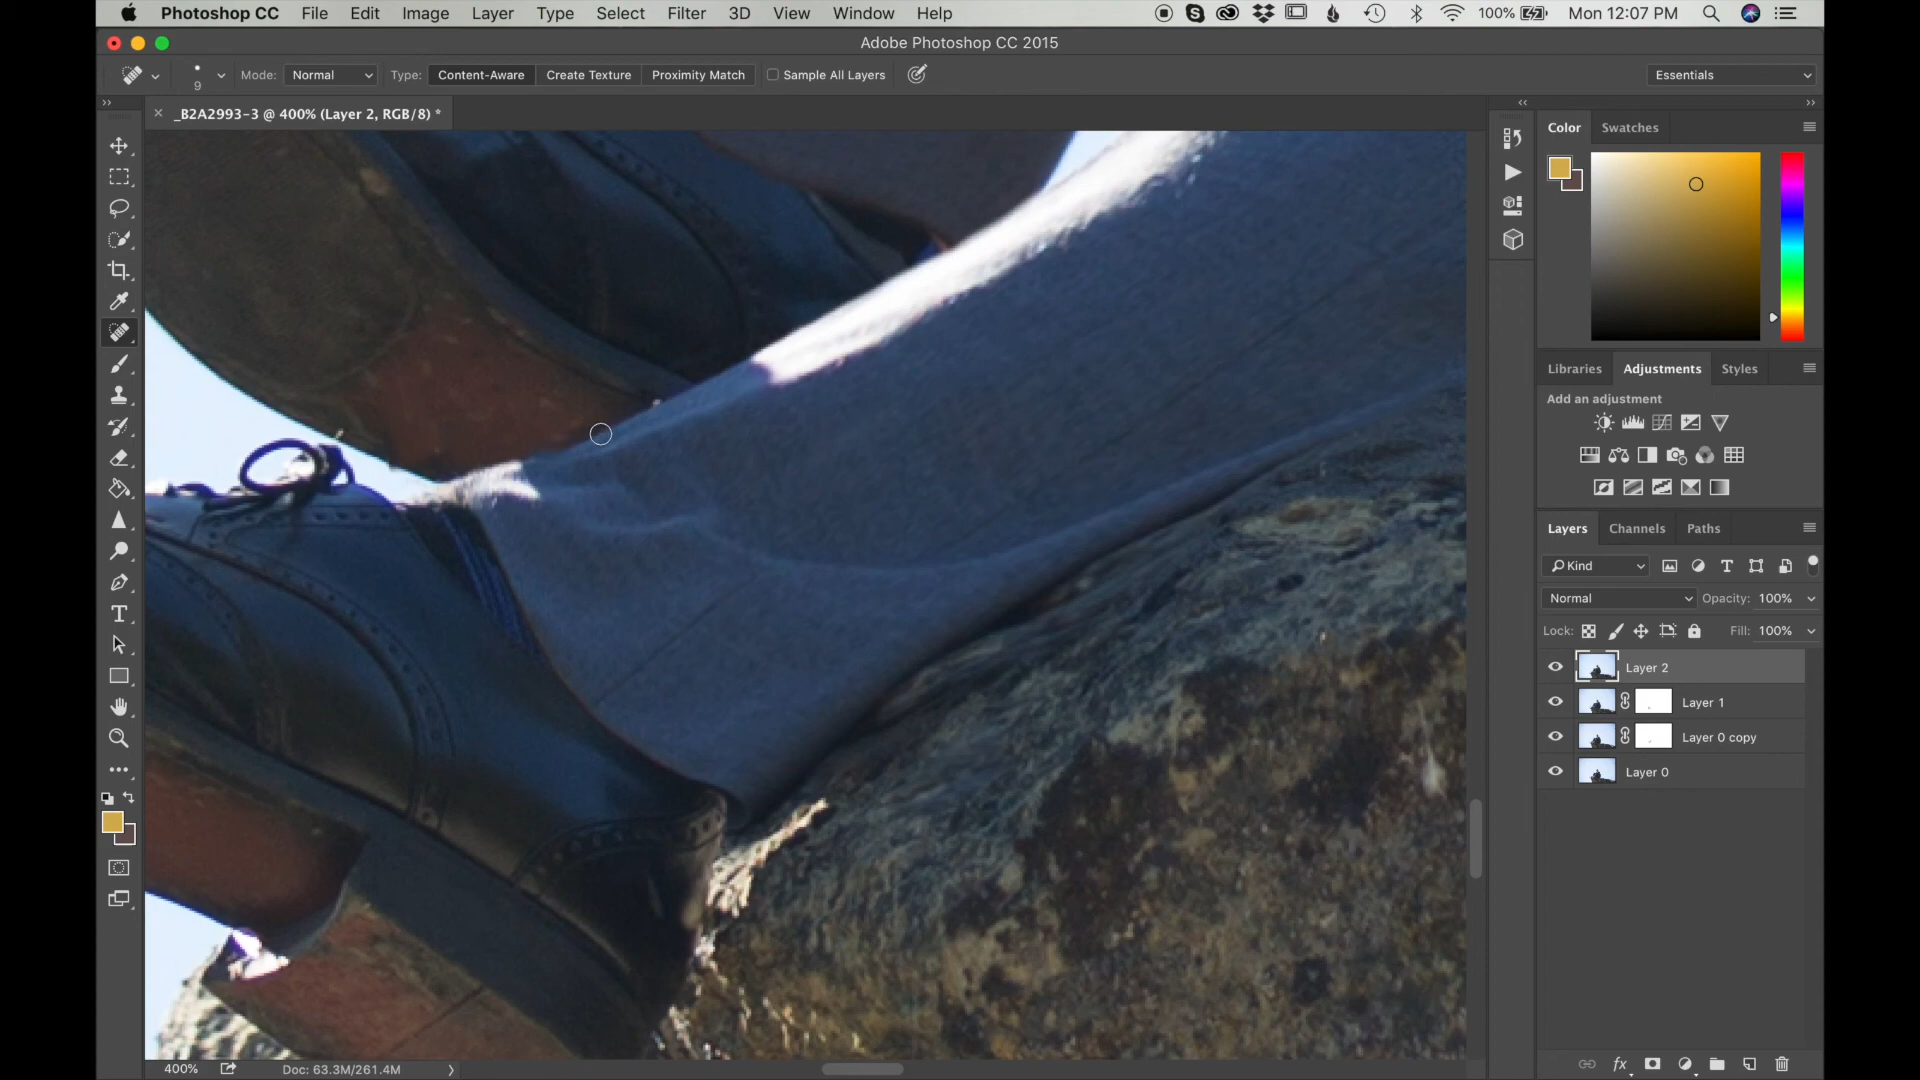 Photoshop CC File Edit Image Layer Type Select Filter 3D View Window Help 100% Mon 12:07 PM
Adobe Photoshop CC 2015
9 Mode: Normal Type: Content-Aware Create Texture Proximity Match Sample All Layers Essentials
_B2A2993-3 @ 400% (Layer 2, RGB/8) *
Color Swatches
Libraries Adjustments Styles
Add an adjustment
Layers Channels Paths
Kind
Normal Opacity: 100%
Lock: Fill: 100%
Layer 2
Layer 1
Layer 0 copy
Layer 0
400% Doc: 63.3M/261.4M